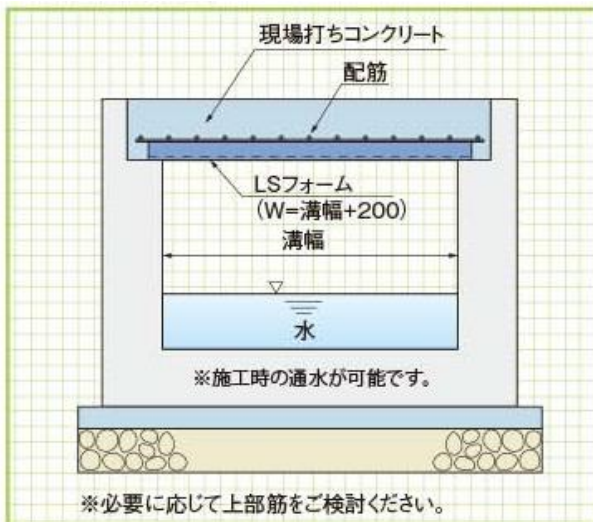 現場打ちコンクリート
配筋
LSフォーム
(W=溝幅+200)
溝幅
水
※施工時の通水が可能です。
※必要に応じて上部筋をご検討ください。